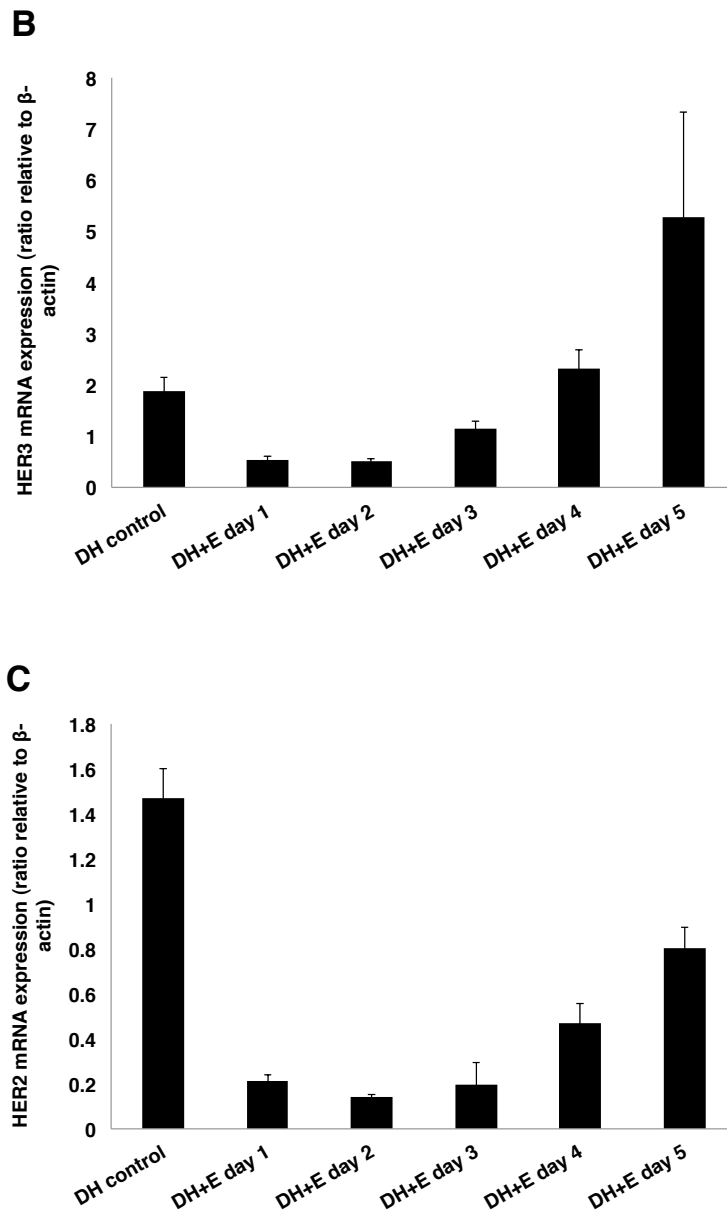 B
HER3 mRNA expression (ratio relative to β-
actin)
8
7
6
5
4
3
2
1
0
DH control
DH+E day 1
DH+E day 2
DH+E day 3
DH+E day 4
DH+E day 5
C
HER2 mRNA expression (ratio relative to β-
actin)
1.8
1.6
1.4
1.2
1
0.8
0.6
0.4
0.2
0
DH control
DH+E day 1
DH+E day 2
DH+E day 3
DH+E day 4
DH+E day 5